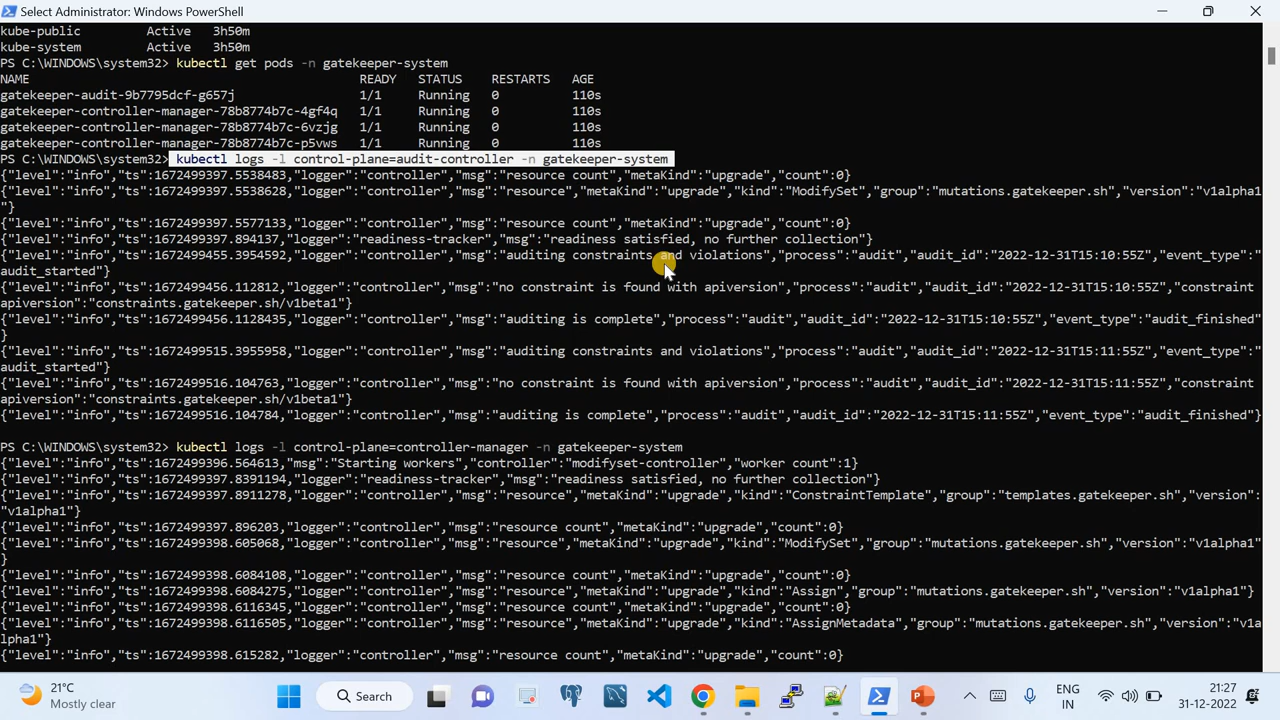 Select Administrator: Windows PowerShell
kube-public         Active   3h50m
kube-system         Active   3h50m
PS C:\WINDOWS\system32> kubectl get pods -n gatekeeper-system
NAME                                             READY   STATUS    RESTARTS   AGE
gatekeeper-audit-9b7795dcf-g657j                 1/1     Running   0          110s
gatekeeper-controller-manager-78b8774b7c-4gf4q   1/1     Running   0          110s
gatekeeper-controller-manager-78b8774b7c-6vzjg   1/1     Running   0          110s
gatekeeper-controller-manager-78b8774b7c-p5vws   1/1     Running   0          110s
PS C:\WINDOWS\system32> kubectl logs -l control-plane=audit-controller -n gatekeeper-system
{"level":"info","ts":1672499397.5538483,"logger":"controller","msg":"resource count","metaKind":"upgrade","count":0}
{"level":"info","ts":1672499397.5538628,"logger":"controller","msg":"resource","metaKind":"upgrade","kind":"ModifySet","group":"mutations.gatekeeper.sh","version":"v1alpha1
"}
{"level":"info","ts":1672499397.5577133,"logger":"controller","msg":"resource count","metaKind":"upgrade","count":0}
{"level":"info","ts":1672499397.894137,"logger":"readiness-tracker","msg":"readiness satisfied, no further collection"}
{"level":"info","ts":1672499455.3954592,"logger":"controller","msg":"auditing constraints and violations","process":"audit","audit_id":"2022-12-31T15:10:55Z","event_type":"
audit_started"}
{"level":"info","ts":1672499456.112812,"logger":"controller","msg":"no constraint is found with apiversion","process":"audit","audit_id":"2022-12-31T15:10:55Z","constraint
apiversion":"constraints.gatekeeper.sh/v1beta1"}
{"level":"info","ts":1672499456.1128435,"logger":"controller","msg":"auditing is complete","process":"audit","audit_id":"2022-12-31T15:10:55Z","event_type":"audit_finished"
}
{"level":"info","ts":1672499515.3955958,"logger":"controller","msg":"auditing constraints and violations","process":"audit","audit_id":"2022-12-31T15:11:55Z","event_type":"
audit_started"}
{"level":"info","ts":1672499516.104763,"logger":"controller","msg":"no constraint is found with apiversion","process":"audit","audit_id":"2022-12-31T15:11:55Z","constraint
apiversion":"constraints.gatekeeper.sh/v1beta1"}
{"level":"info","ts":1672499516.104784,"logger":"controller","msg":"auditing is complete","process":"audit","audit_id":"2022-12-31T15:11:55Z","event_type":"audit_finished"}
PS C:\WINDOWS\system32> kubectl logs -l control-plane=controller-manager -n gatekeeper-system
{"level":"info","ts":1672499396.564613,"msg":"Starting workers","controller":"modifyset-controller","worker count":1}
{"level":"info","ts":1672499397.8391194,"logger":"readiness-tracker","msg":"readiness satisfied, no further collection"}
{"level":"info","ts":1672499397.8911278,"logger":"controller","msg":"resource","metaKind":"upgrade","kind":"ConstraintTemplate","group":"templates.gatekeeper.sh","version":
"v1alpha1"}
{"level":"info","ts":1672499397.896203,"logger":"controller","msg":"resource count","metaKind":"upgrade","count":0}
{"level":"info","ts":1672499398.605068,"logger":"controller","msg":"resource","metaKind":"upgrade","kind":"ModifySet","group":"mutations.gatekeeper.sh","version":"v1alpha1"
}
{"level":"info","ts":1672499398.6084108,"logger":"controller","msg":"resource count","metaKind":"upgrade","count":0}
{"level":"info","ts":1672499398.6084275,"logger":"controller","msg":"resource","metaKind":"upgrade","kind":"Assign","group":"mutations.gatekeeper.sh","version":"v1alpha1"}
{"level":"info","ts":1672499398.6116345,"logger":"controller","msg":"resource count","metaKind":"upgrade","count":0}
{"level":"info","ts":1672499398.6116505,"logger":"controller","msg":"resource","metaKind":"upgrade","kind":"AssignMetadata","group":"mutations.gatekeeper.sh","version":"v1a
lpha1"}
{"level":"info","ts":1672499398.615282,"logger":"controller","msg":"resource count","metaKind":"upgrade","count":0}
21°C
Mostly clear
Search
ENG
IN
21:27
31-12-2022